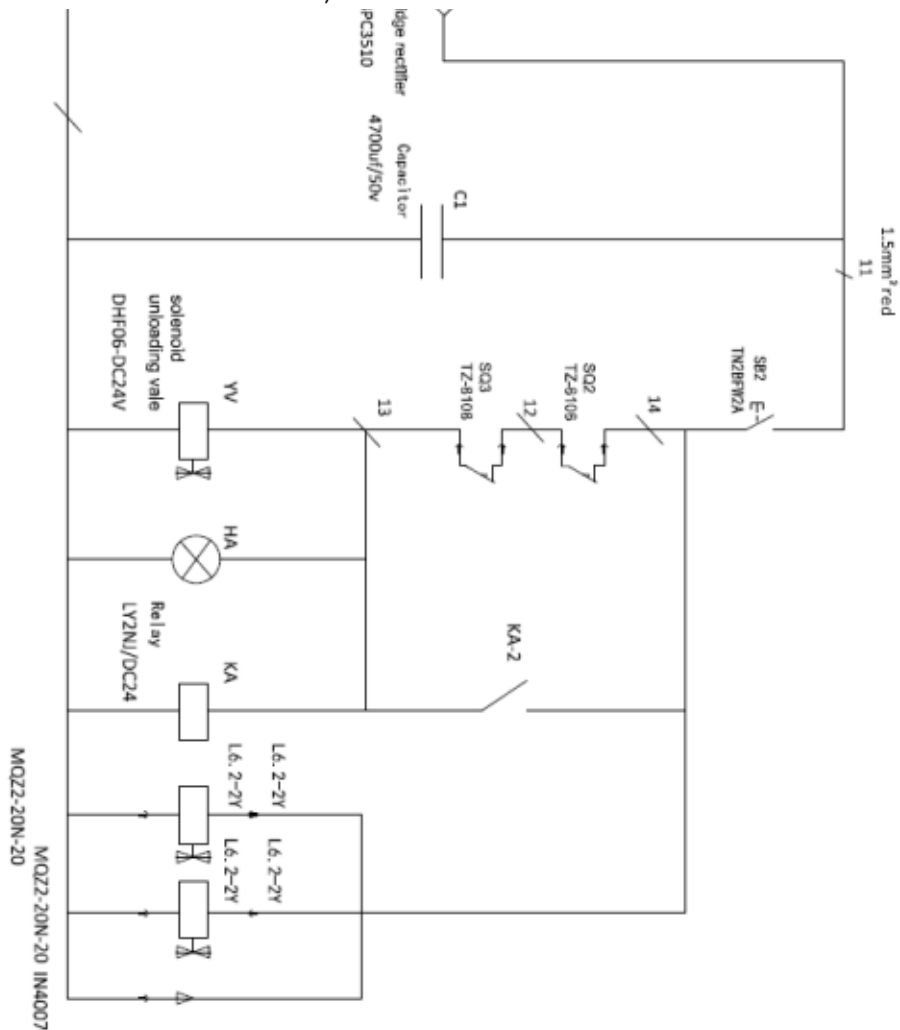 dge rectifier
PC3510
Capacitor
4700uf/50v
C1
1.5mm²red
11
solenoid
unloading vale
DHF06-DC24V
YV
13
SQ3
TZ-8108
12
SQ2
TZ-8108
14
SB2
TN2BFW2A
HA
Relay
LY2NJ/DC24
KA
KA-2
L6.2-2Y
L6.2-2Y
L6.2-2Y
L6.2-2Y
MQZ2-20N-20
MQZ2-20N-20 IN4007